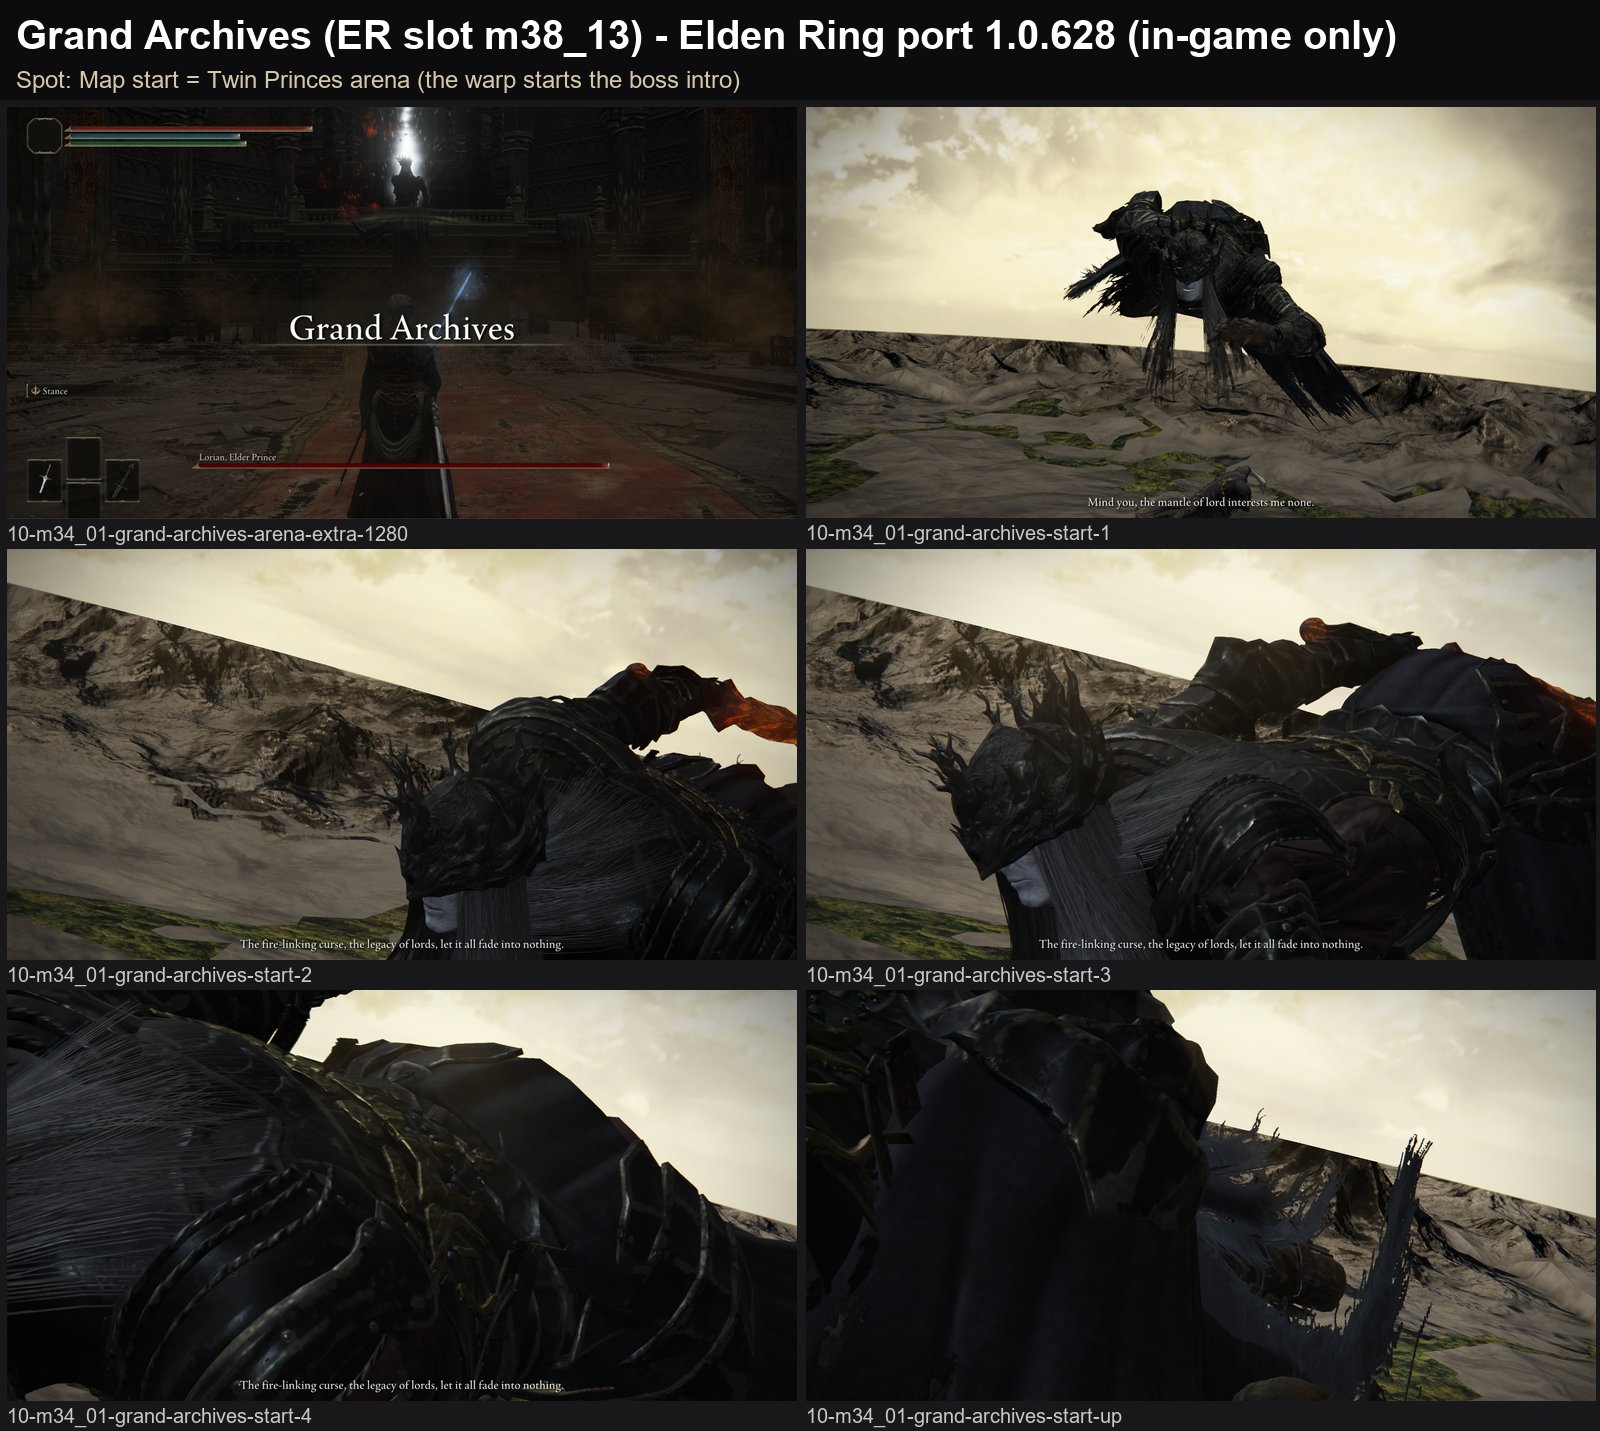 Grand Archives (ER slot m38_13) - Elden Ring port 1.0.628 (in-game only)
Spot: Map start = Twin Princes arena (the warp starts the boss intro)
Grand Archives
Stance
Lorian, Elder Prince
10-m34_01-grand-archives-arena-extra-1280
Mind you, the mantle of lord interests me none.
10-m34_01-grand-archives-start-1
The fire-linking curse, the legacy of lords, let it all fade into nothing.
10-m34_01-grand-archives-start-2
The fire-linking curse, the legacy of lords, let it all fade into nothing.
10-m34_01-grand-archives-start-3
The fire-linking curse, the legacy of lords, let it all fade into nothing.
10-m34_01-grand-archives-start-4
10-m34_01-grand-archives-start-up